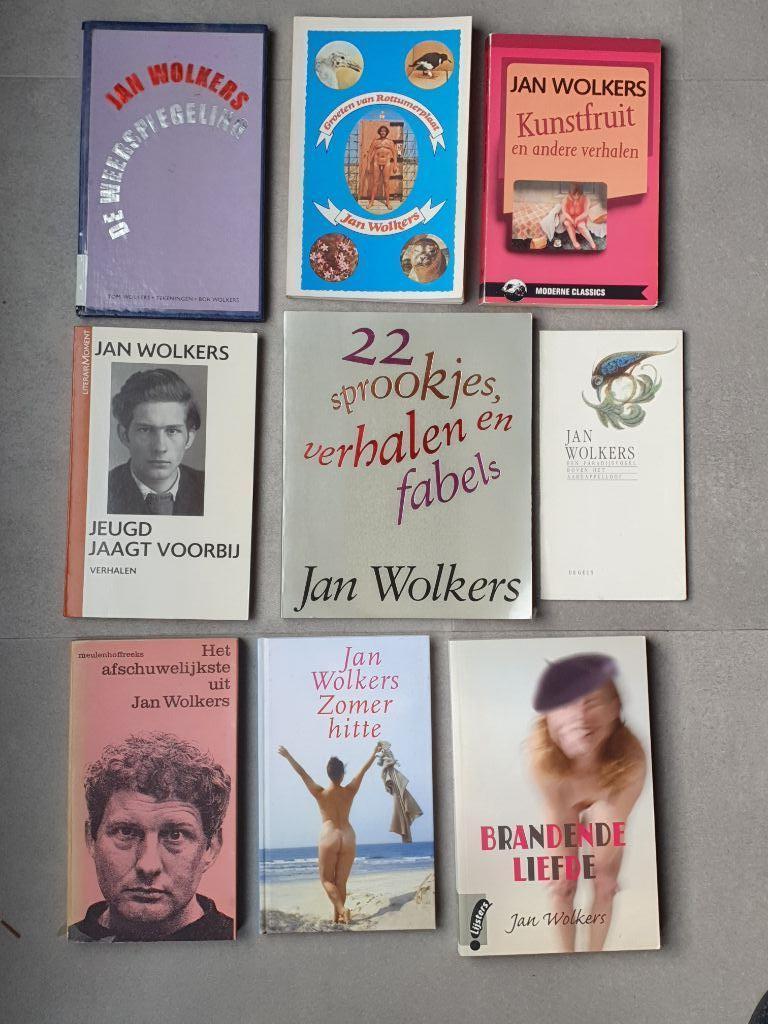 JAN WOLKERS
DE WEERSPIEGELING
TOM WOLKERS • TEKENINGEN • BOB WOLKERS
Groeten van Rottumerplaat
Jan Wolkers
JAN WOLKERS
Kunstfruit
en andere verhalen
MODERNE CLASSICS
LITERAIR MOMENT
JAN WOLKERS
JEUGD
JAAGT VOORBIJ
VERHALEN
22
sprookjes,
verhalen en
fabels
Jan Wolkers
JAN
WOLKERS
EEN PARADIJSVOGEL
BOVEN HET
AARDAPPELLOOF
meulenhoffreeks
Het
afschuwelijkste
uit
Jan Wolkers
Jan
Wolkers
Zomer
hitte
BRANDENDE
LIEFDE
Jan Wolkers
Lijsters